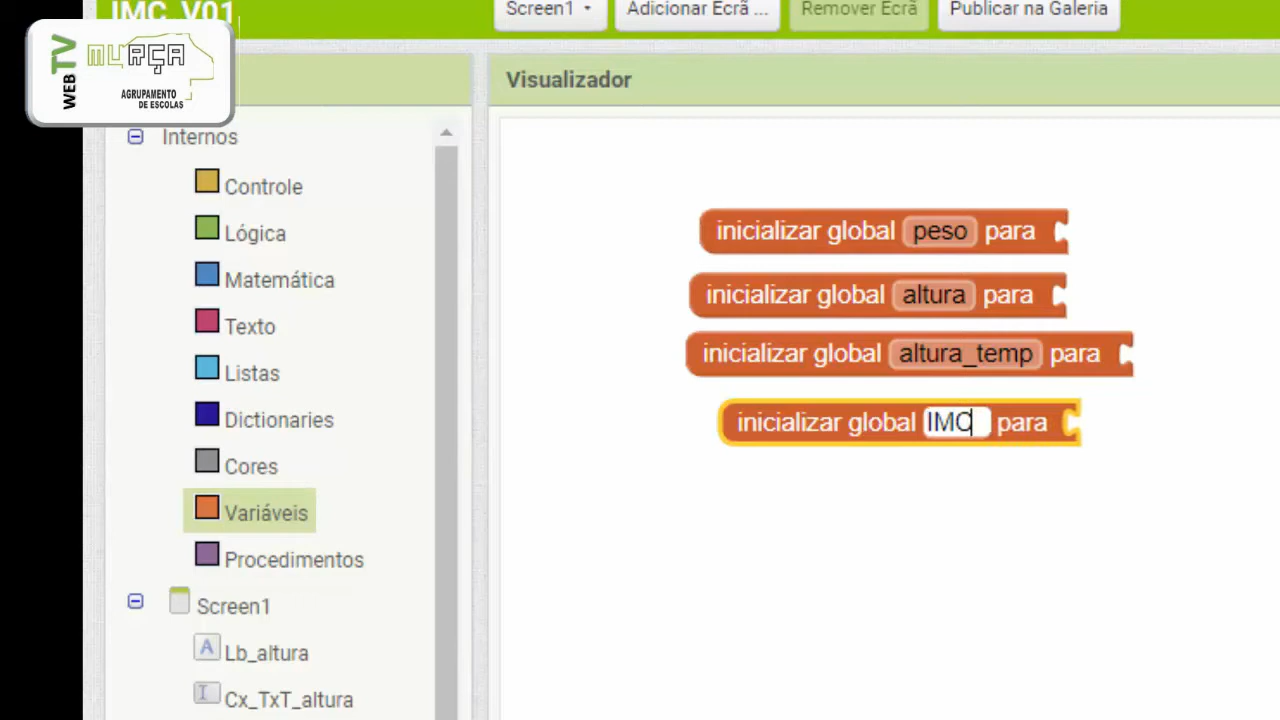 IMC_V01
Screen1
Adicionar Ecrã ...
Remover Ecrã
Publicar na Galeria
WEB TV
MURÇA
AGRUPAMENTO
DE ESCOLAS
Visualizador
Internos
Controle
Lógica
Matemática
Texto
Listas
Dictionaries
Cores
Variáveis
Procedimentos
Screen1
Lb_altura
Cx_TxT_altura
inicializar global peso para
inicializar global altura para
inicializar global altura_temp para
inicializar global IMC para